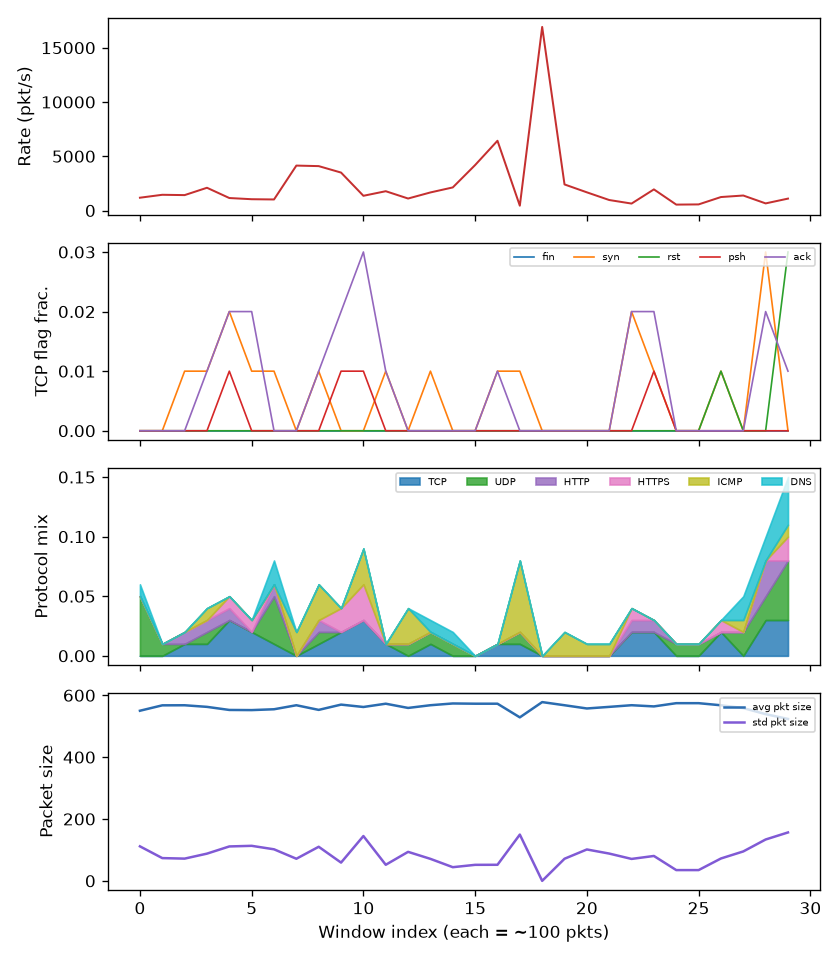 Rate (pkt/s)
15000
10000
5000
0
TCP flag frac.
0.03
0.02
0.01
0.00
fin syn rst psh ack
Protocol mix
0.15
0.10
0.05
0.00
TCP UDP HTTP HTTPS ICMP DNS
Packet size
600
400
200
0
avg pkt size
std pkt size
0 5 10 15 20 25 30
Window index (each = ~100 pkts)